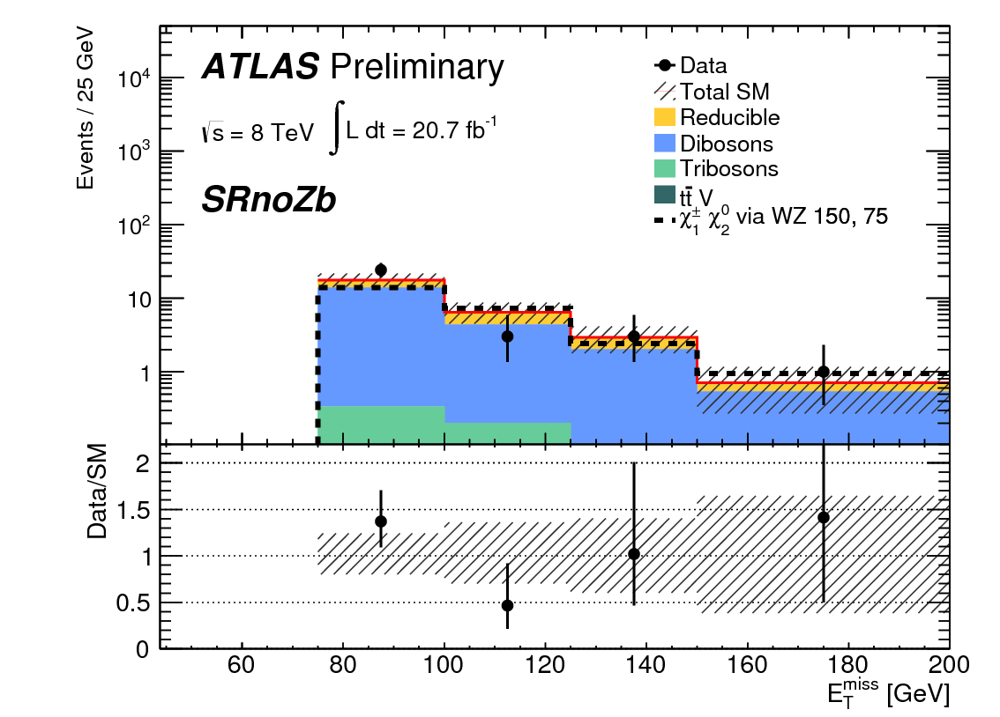 Events / 25 GeV
ATLAS Preliminary
√s = 8 TeV ∫L dt = 20.7 fb⁻¹
SRnoZb
Data
Total SM
Reducible
Dibosons
Tribosons
tt̄ V
χ₁± χ₂⁰ via WZ 150, 75
10⁴
10³
10²
10
1
Data/SM
2
1.5
1
0.5
0
60 80 100 120 140 160 180 200
E_T^miss [GeV]